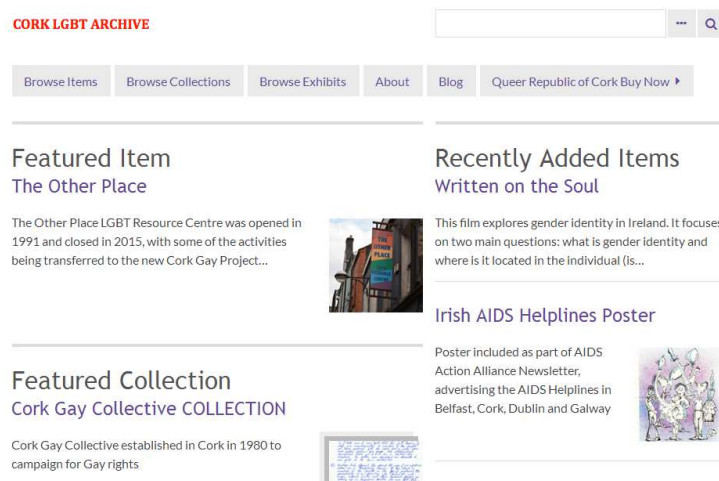 CORK LGBT ARCHIVE
Browse Items
Browse Collections
Browse Exhibits
About
Blog
Queer Republic of Cork Buy Now
Featured Item
The Other Place
The Other Place LGBT Resource Centre was opened in
1991 and closed in 2015, with some of the activities
being transferred to the new Cork Gay Project...
THE
OTHER
PLACE
Featured Collection
Cork Gay Collective COLLECTION
Cork Gay Collective established in Cork in 1980 to
campaign for Gay rights
Recently Added Items
Written on the Soul
This film explores gender identity in Ireland. It focuses
on two main questions: what is gender identity and
where is it located in the individual (is...
Irish AIDS Helplines Poster
Poster included as part of AIDS
Action Alliance Newsletter,
advertising the AIDS Helplines in
Belfast, Cork, Dublin and Galway